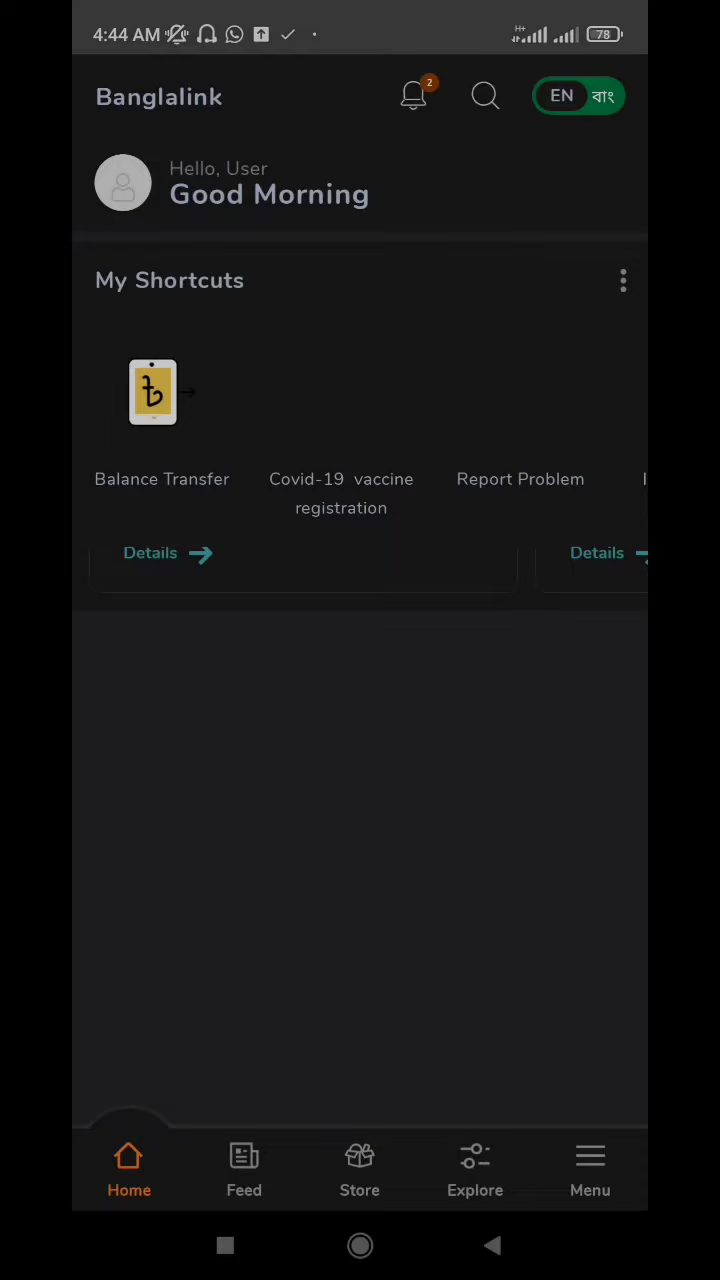 4:44 AM
H+
78
Banglalink
2
EN বাং
Hello, User
Good Morning
My Shortcuts
৳
Balance Transfer
Covid-19 vaccine
registration
Report Problem
Details
Details
Home
Feed
Store
Explore
Menu